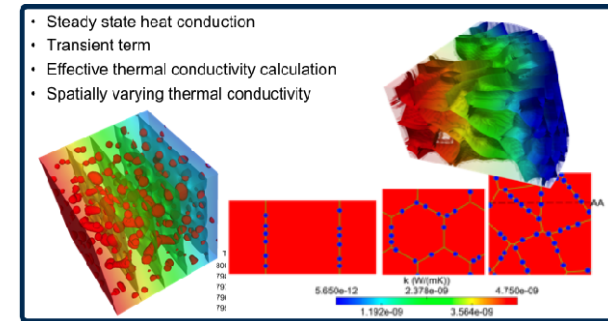 • Steady state heat conduction
• Transient term
• Effective thermal conductivity calculation
• Spatially varying thermal conductivity
AA
k (W/(mK))
5.650e-12 2.378e-09 4.750e-09
1.192e-09 3.564e-09